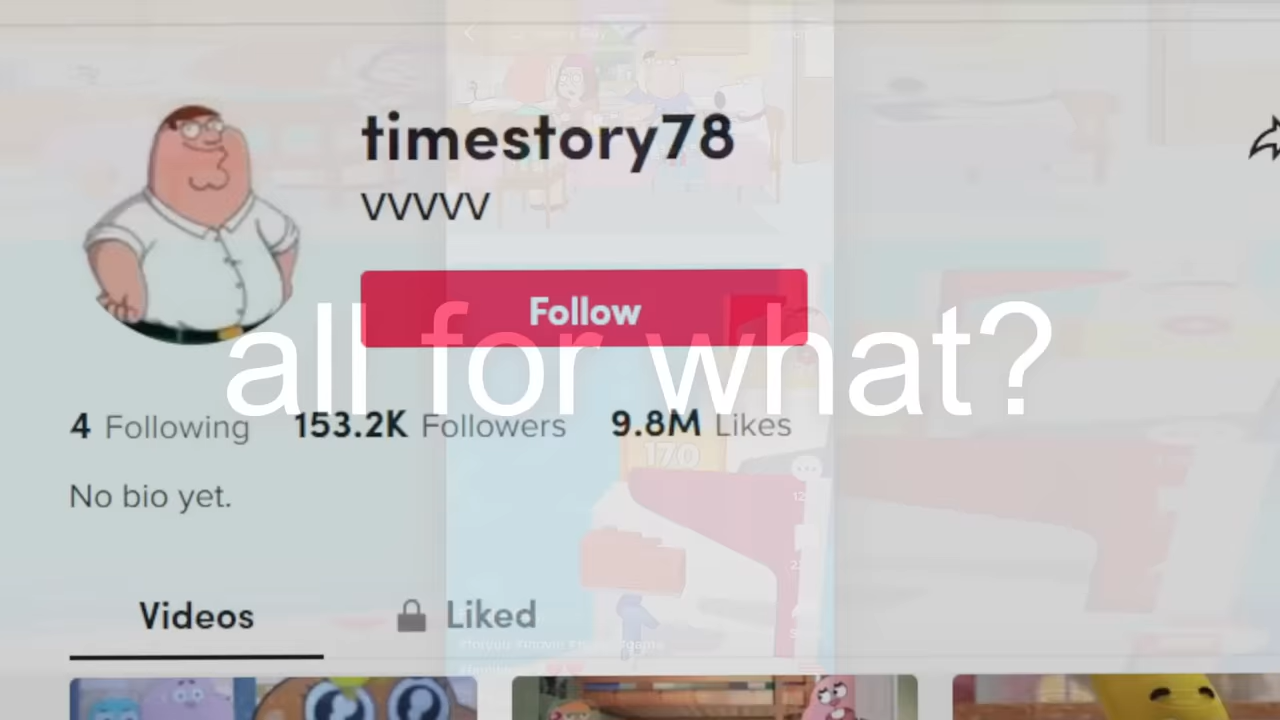 timestory78
VVVVV
Follow
all for what?
4 Following 153.2K Followers 9.8M Likes
170
No bio yet.
Videos Liked